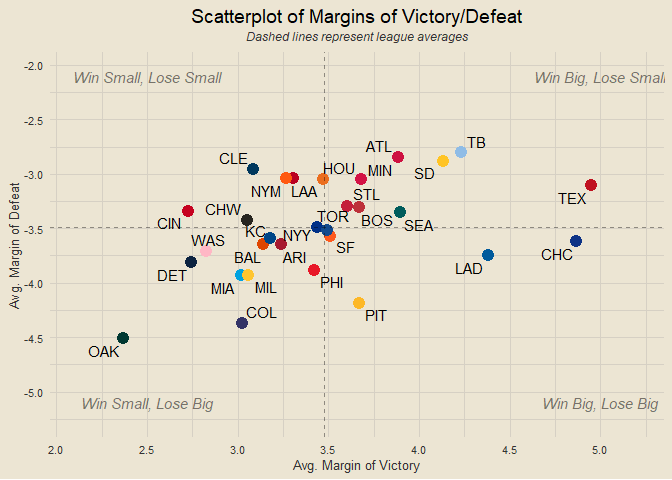 Scatterplot of Margins of Victory/Defeat
Dashed lines represent league averages
Win Small, Lose Small
Win Big, Lose Small
-2.0
-2.5
-3.0
-3.5
-4.0
-4.5
-5.0
Avg. Margin of Defeat
ATL
TB
CLE
HOU
MIN
SD
NYM
LAA
STL
TEX
CHW
CIN
TOR
BOS
SEA
KC
NYY
WAS
SF
BAL
ARI
CHC
DET
LAD
PHI
MIA
MIL
COL
PIT
OAK
Win Small, Lose Big
Win Big, Lose Big
2.0
2.5
3.0
3.5
4.0
4.5
5.0
Avg. Margin of Victory